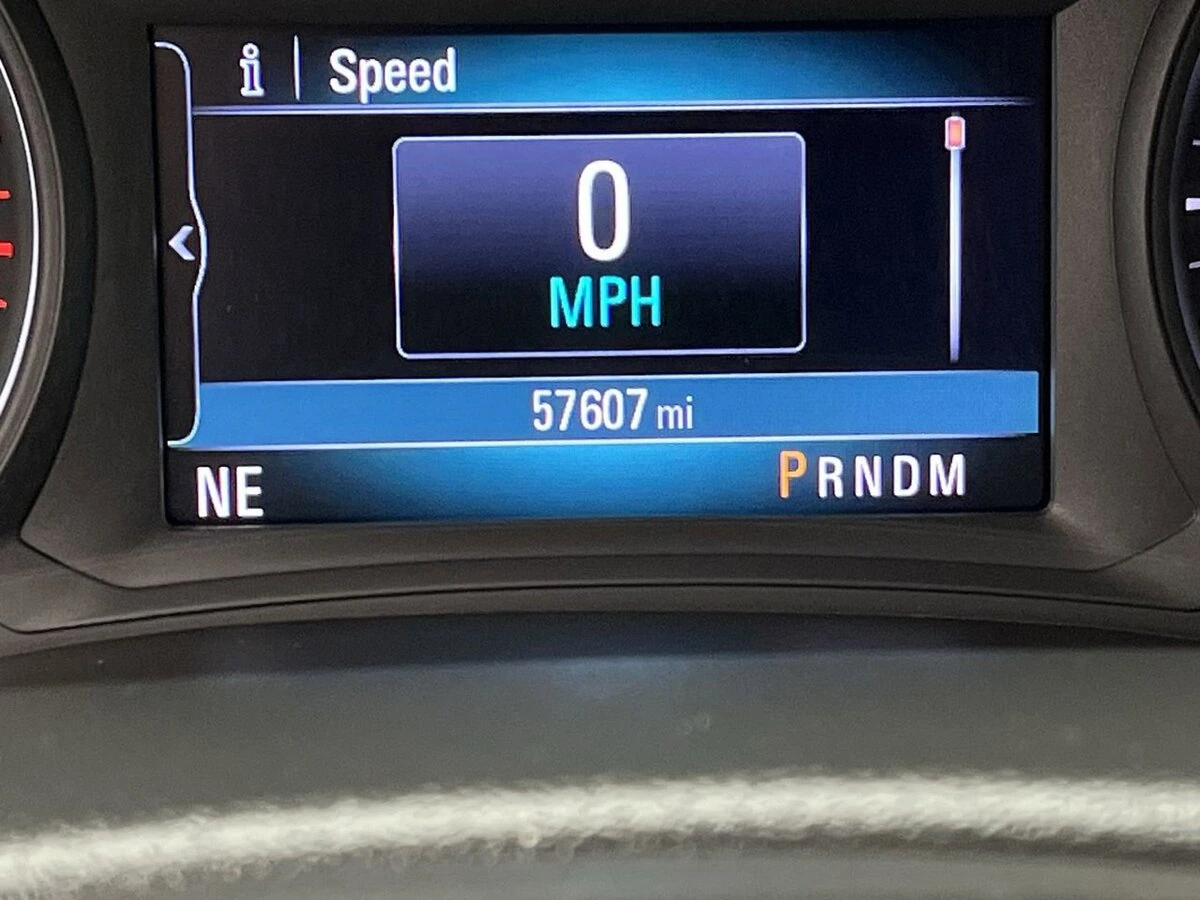 i | Speed
0
MPH
57607 mi
NE PRNDM